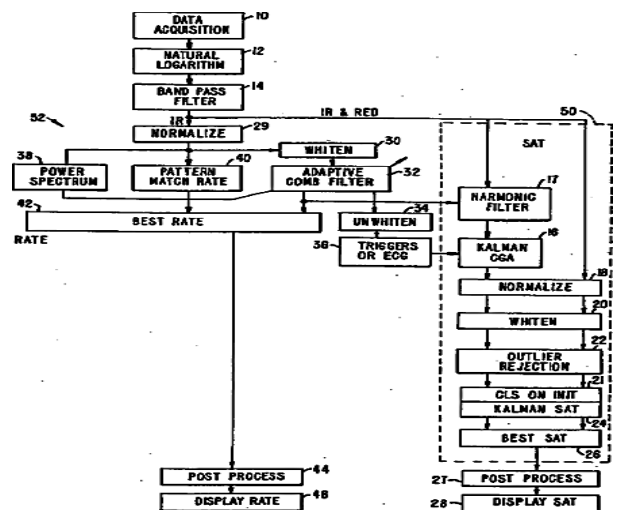 DATA ACQUISITION 10
NATURAL LOGARITHM 12
BAND PASS FILTER 14
IR & RED
50
52
IR
NORMALIZE 29
WHITEN 30
SAT
38
POWER SPECTRUM
PATTERN MATCH RATE 40
ADAPTIVE COMB FILTER 32
HARMONIC FILTER 17
42
BEST RATE
RATE
UNWHITEN 34
36
TRIGGERS OR ECG
KALMAN CGA 16
NORMALIZE 18
WHITEN 20
OUTLIER REJECTION 22
CLS ON INIT 21
KALMAN SAT 24
BEST SAT 26
POST PROCESS 44
27 POST PROCESS
DISPLAY RATE 48
28 DISPLAY SAT